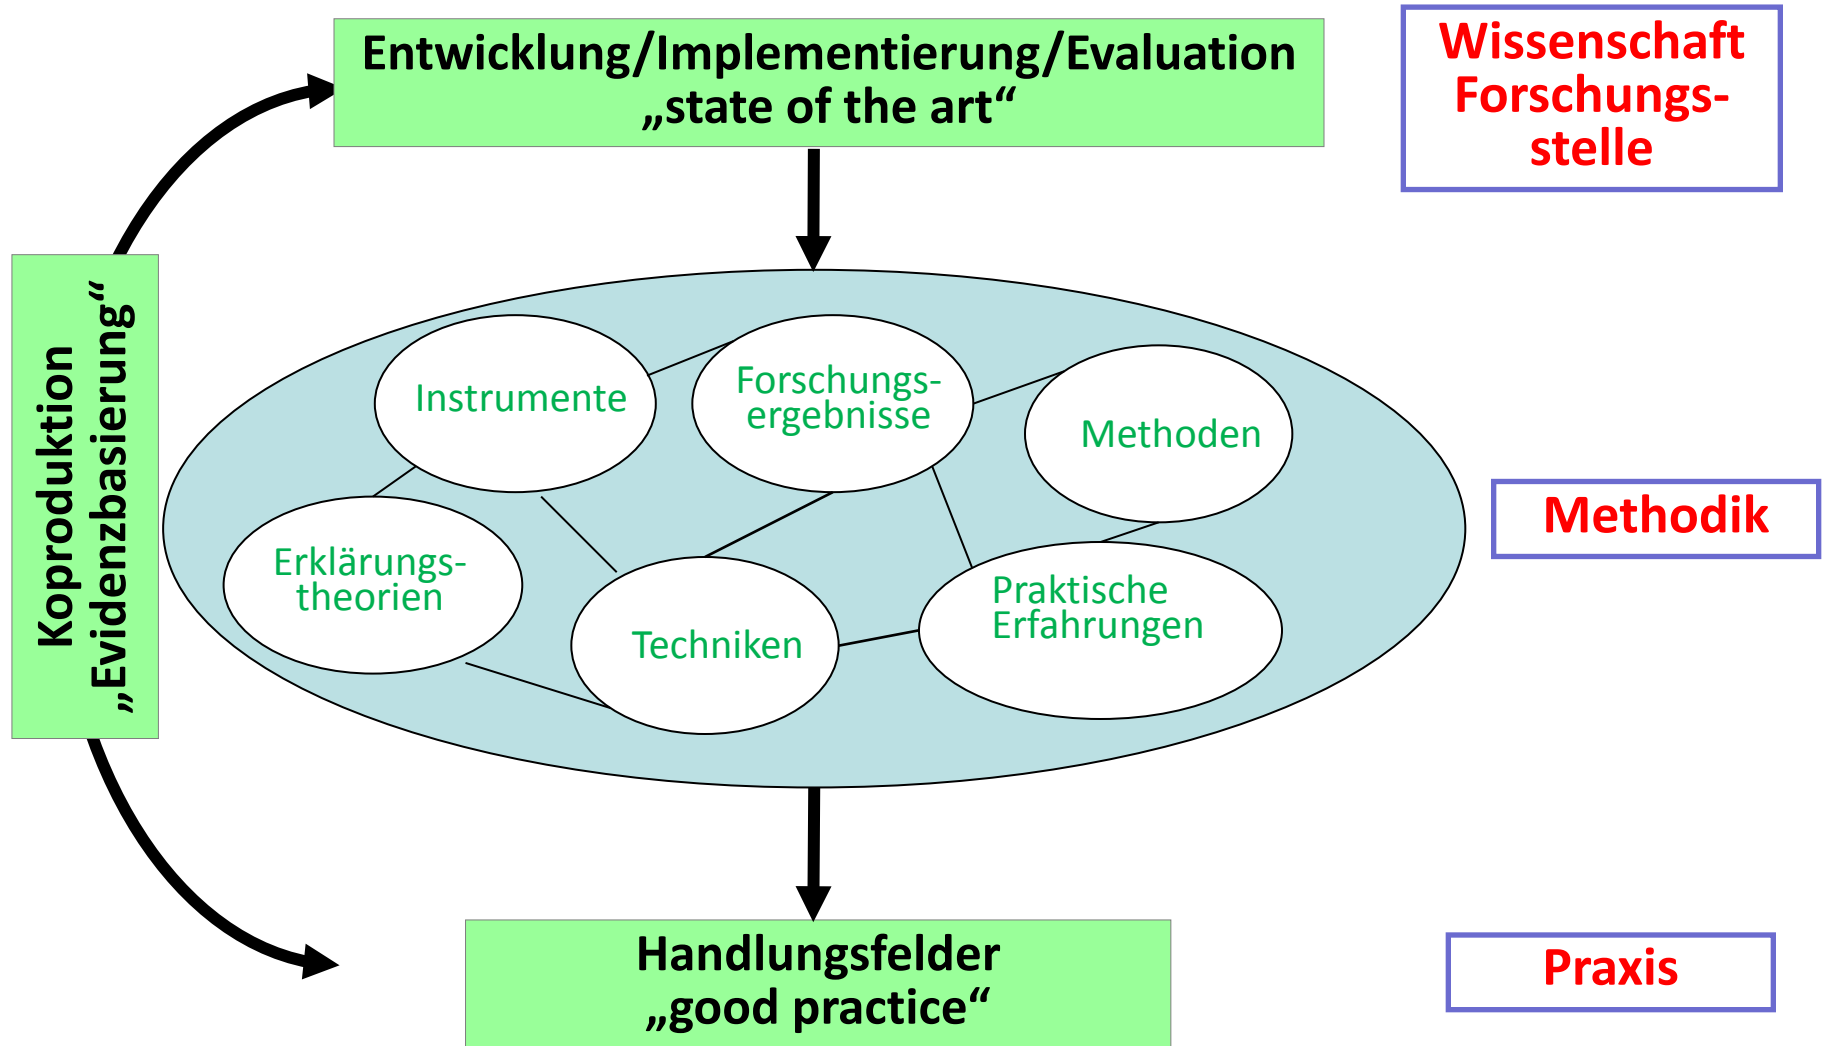 Entwicklung/Implementierung/Evaluation
„state of the art“
Wissenschaft
Forschungs-
stelle
Koproduktion
„Evidenzbasierung“
Instrumente
Forschungs-
ergebnisse
Methoden
Methodik
Erklärungs-
theorien
Techniken
Praktische
Erfahrungen
Handlungsfelder
„good practice“
Praxis